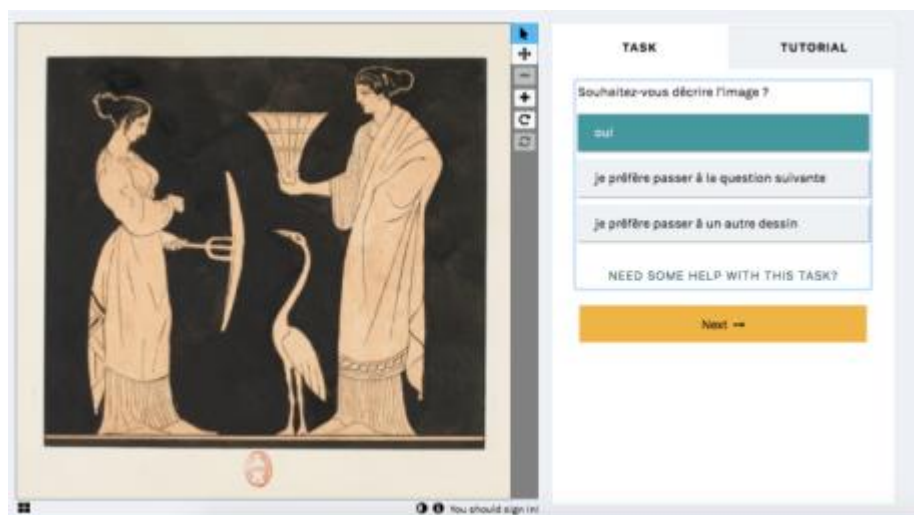 TASK
TUTORIAL
Souhaitez-vous décrire l'image ?
oui
je préfère passer à la question suivante
je préfère passer à un autre dessin
NEED SOME HELP WITH THIS TASK?
Next →
You should sign in!